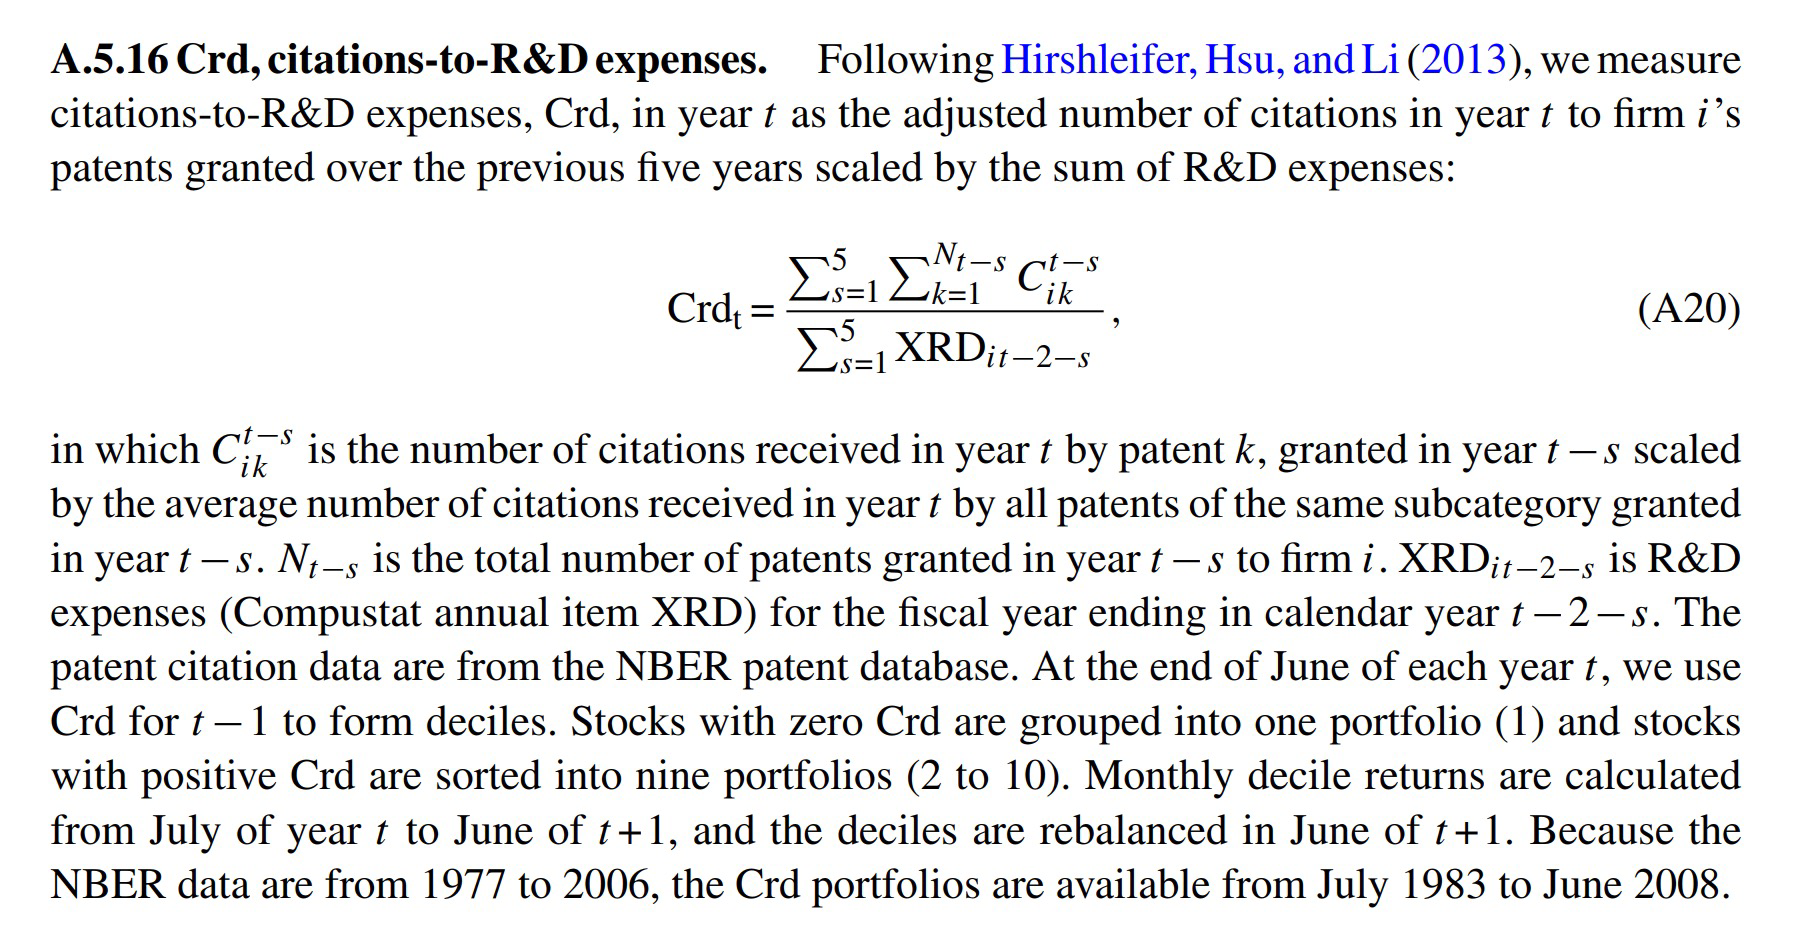 A.5.16 Crd, citations-to-R&D expenses. Following Hirshleifer, Hsu, and Li (2013), we measure
citations-to-R&D expenses, Crd, in year t as the adjusted number of citations in year t to firm i’s
patents granted over the previous five years scaled by the sum of R&D expenses:
Crd_t = \frac{\sum_{s=1}^{5} \sum_{k=1}^{N_{t-s}} C_{ik}^{t-s}}{\sum_{s=1}^{5} XRD_{it-2-s}}, (A20)
in which C_{ik}^{t-s} is the number of citations received in year t by patent k, granted in year t−s scaled
by the average number of citations received in year t by all patents of the same subcategory granted
in year t−s. N_{t-s} is the total number of patents granted in year t−s to firm i. XRD_{it-2-s} is R&D
expenses (Compustat annual item XRD) for the fiscal year ending in calendar year t−2−s. The
patent citation data are from the NBER patent database. At the end of June of each year t, we use
Crd for t−1 to form deciles. Stocks with zero Crd are grouped into one portfolio (1) and stocks
with positive Crd are sorted into nine portfolios (2 to 10). Monthly decile returns are calculated
from July of year t to June of t+1, and the deciles are rebalanced in June of t+1. Because the
NBER data are from 1977 to 2006, the Crd portfolios are available from July 1983 to June 2008.